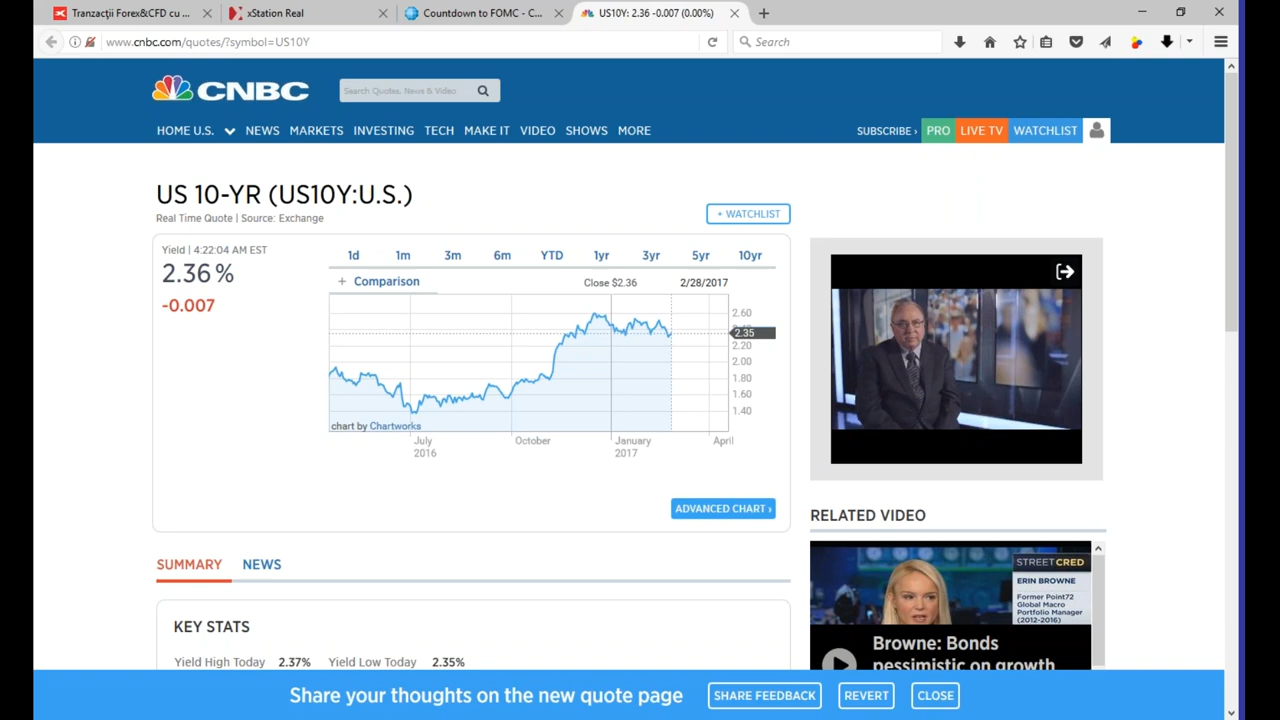 Tranzacții Forex&CFD cu ...
xStation Real
Countdown to FOMC - C...
US10Y: 2.36 -0.007 (0.00%)
www.cnbc.com/quotes/?symbol=US10Y
Search
CNBC
Search Quotes, News & Video
HOME U.S. NEWS MARKETS INVESTING TECH MAKE IT VIDEO SHOWS MORE
SUBSCRIBE › PRO LIVE TV WATCHLIST
US 10-YR (US10Y:U.S.)
Real Time Quote | Source: Exchange
+ WATCHLIST
Yield | 4:22:04 AM EST
2.36 %
-0.007
1d 1m 3m 6m YTD 1yr 3yr 5yr 10yr
+ Comparison
Close $2.36 2/28/2017
2.60
2.35
2.20
2.00
1.80
1.60
1.40
chart by Chartworks
July October January April
2016 2017
ADVANCED CHART ›
SUMMARY NEWS
KEY STATS
Yield High Today 2.37% Yield Low Today 2.35%
RELATED VIDEO
STREET CRED
ERIN BROWNE
Former Point72
Global Macro
Portfolio Manager
(2012-2016)
Browne: Bonds
pessimistic on growth
Share your thoughts on the new quote page
SHARE FEEDBACK REVERT CLOSE